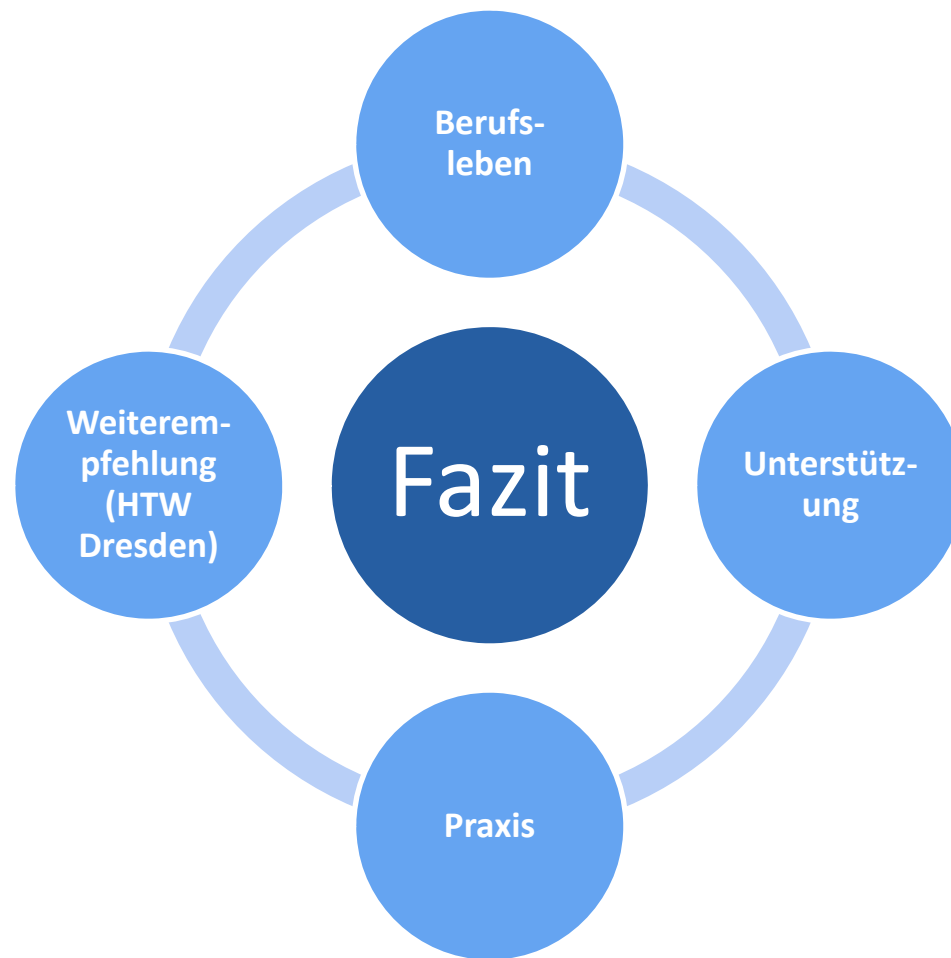 Berufs-
leben
Weiterem-
pfehlung
(HTW
Dresden)
Fazit
Unterstütz-
ung
Praxis